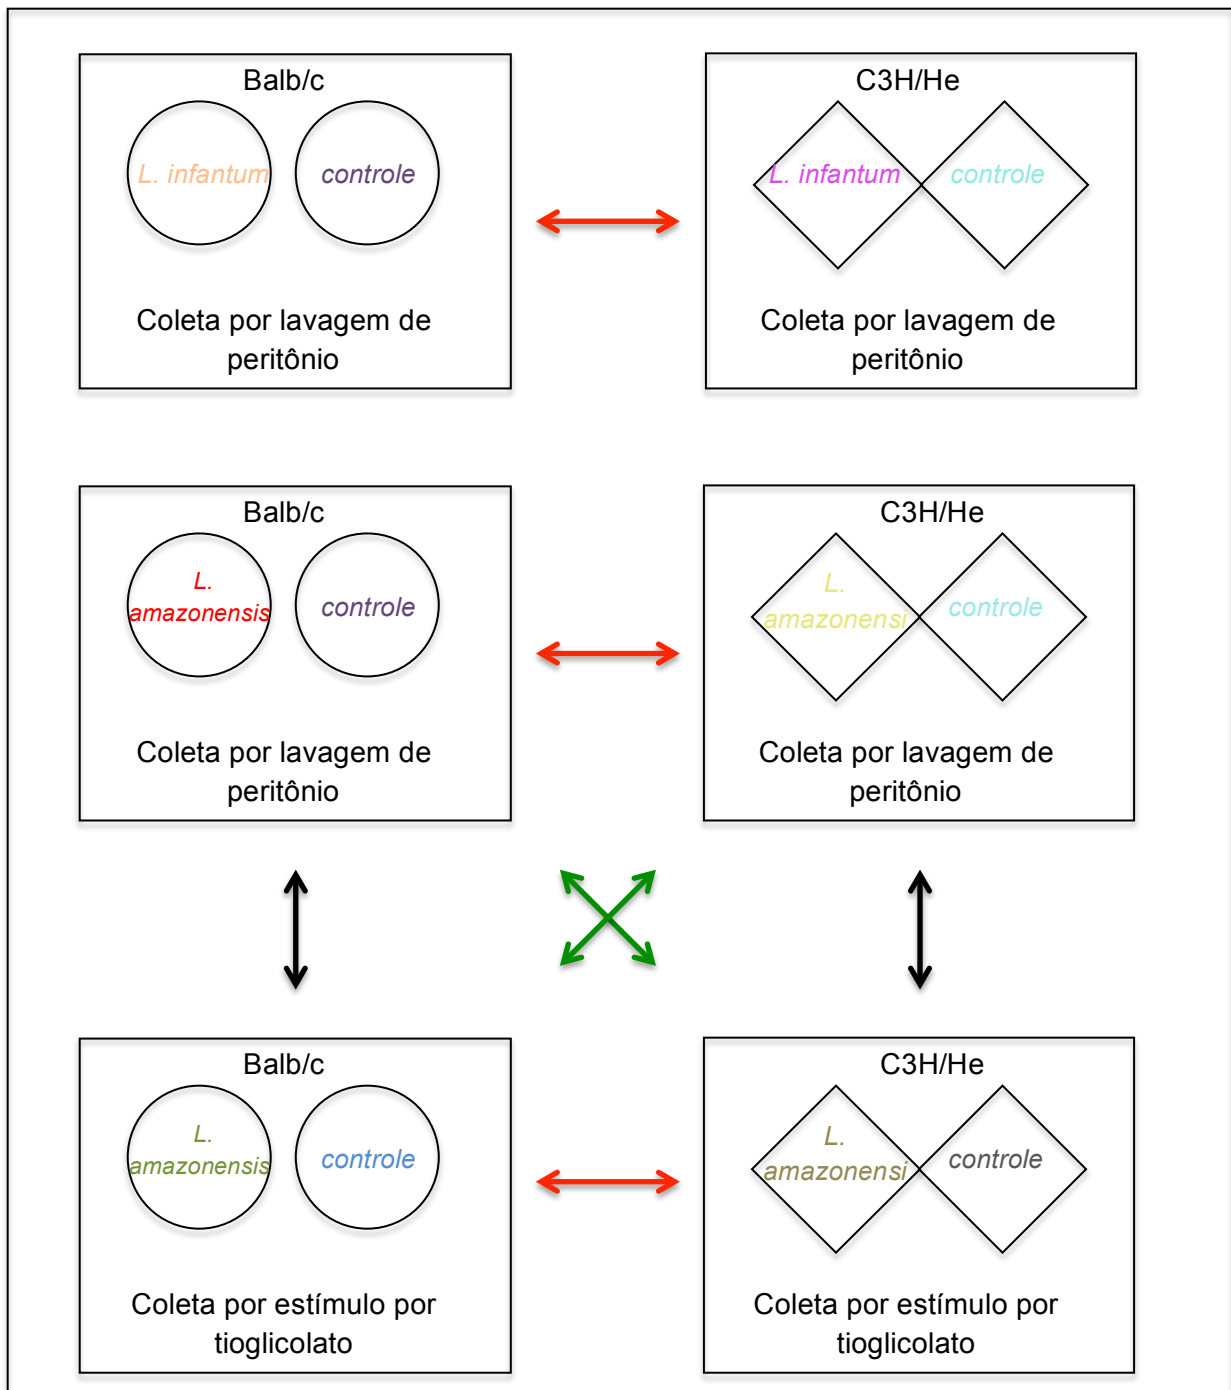 Balb/c
L. infantum controle
Coleta por lavagem de
peritônio
C3H/He
L. infantum controle
Coleta por lavagem de
peritônio
Balb/c
L.
amazonensis controle
Coleta por lavagem de
peritônio
C3H/He
L.
amazonensi controle
Coleta por lavagem de
peritônio
Balb/c
L.
amazonensis controle
Coleta por estímulo por
tioglicolato
C3H/He
L.
amazonensi controle
Coleta por estímulo por
tioglicolato